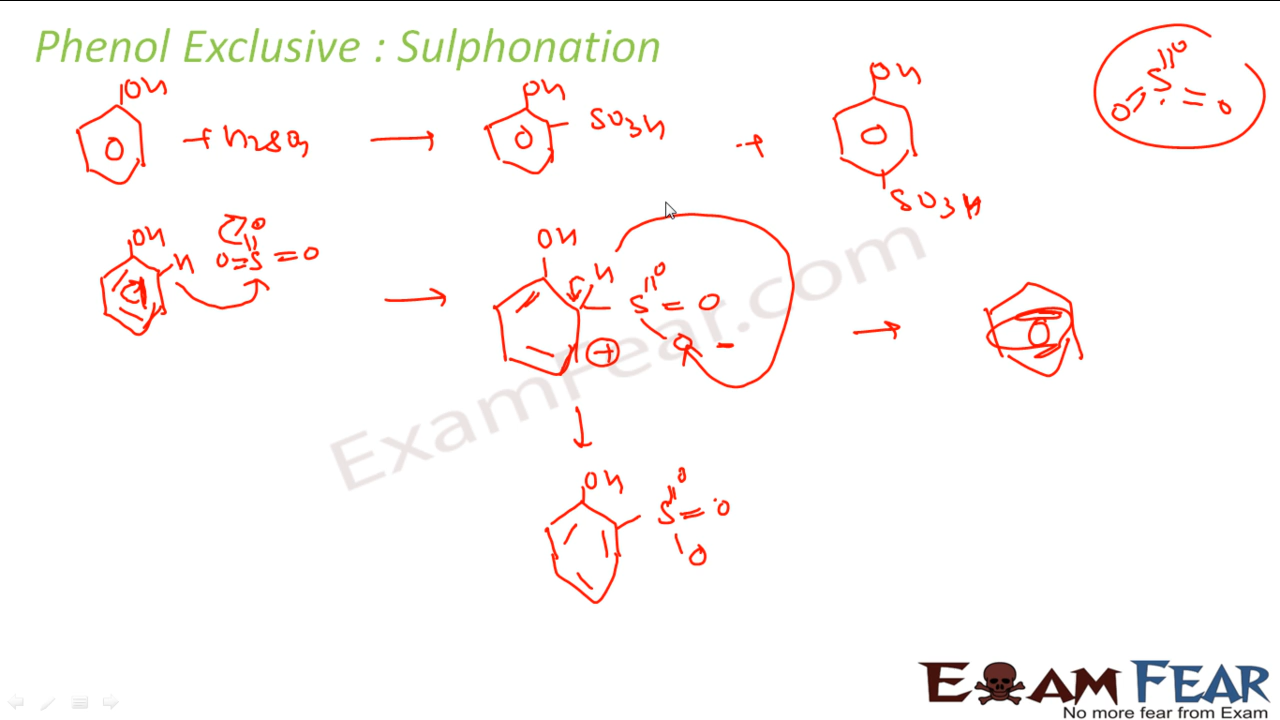 Phenol Exclusive : Sulphonation
OH
+ H2SO4
OH
SO3H
+
OH
SO3H
O
S
O
O
OH
H
O
O=S=O
OH
H
O
S=O
O -
+
OH
O
S=O
O
ExamFear.com
EXAM FEAR
No more fear from Exam